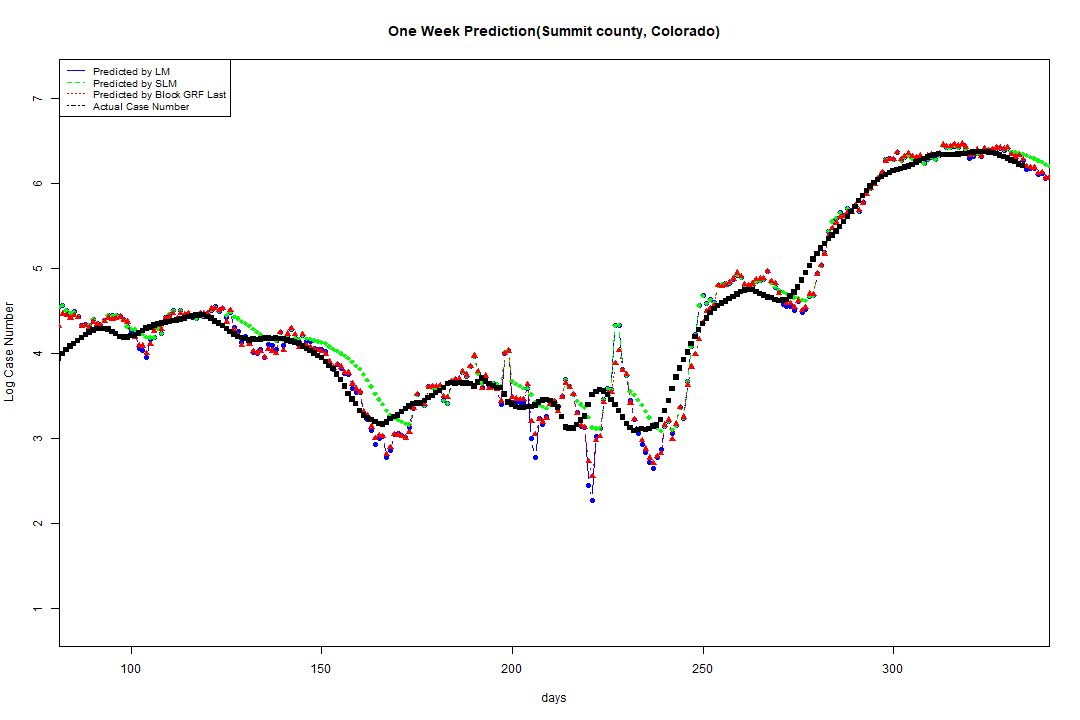 One Week Prediction(Summit county, Colorado)
Predicted by LM
Predicted by SLM
Predicted by Block GRF Last
Actual Case Number
7
6
5
4
3
2
1
Log Case Number
100 150 200 250 300
days